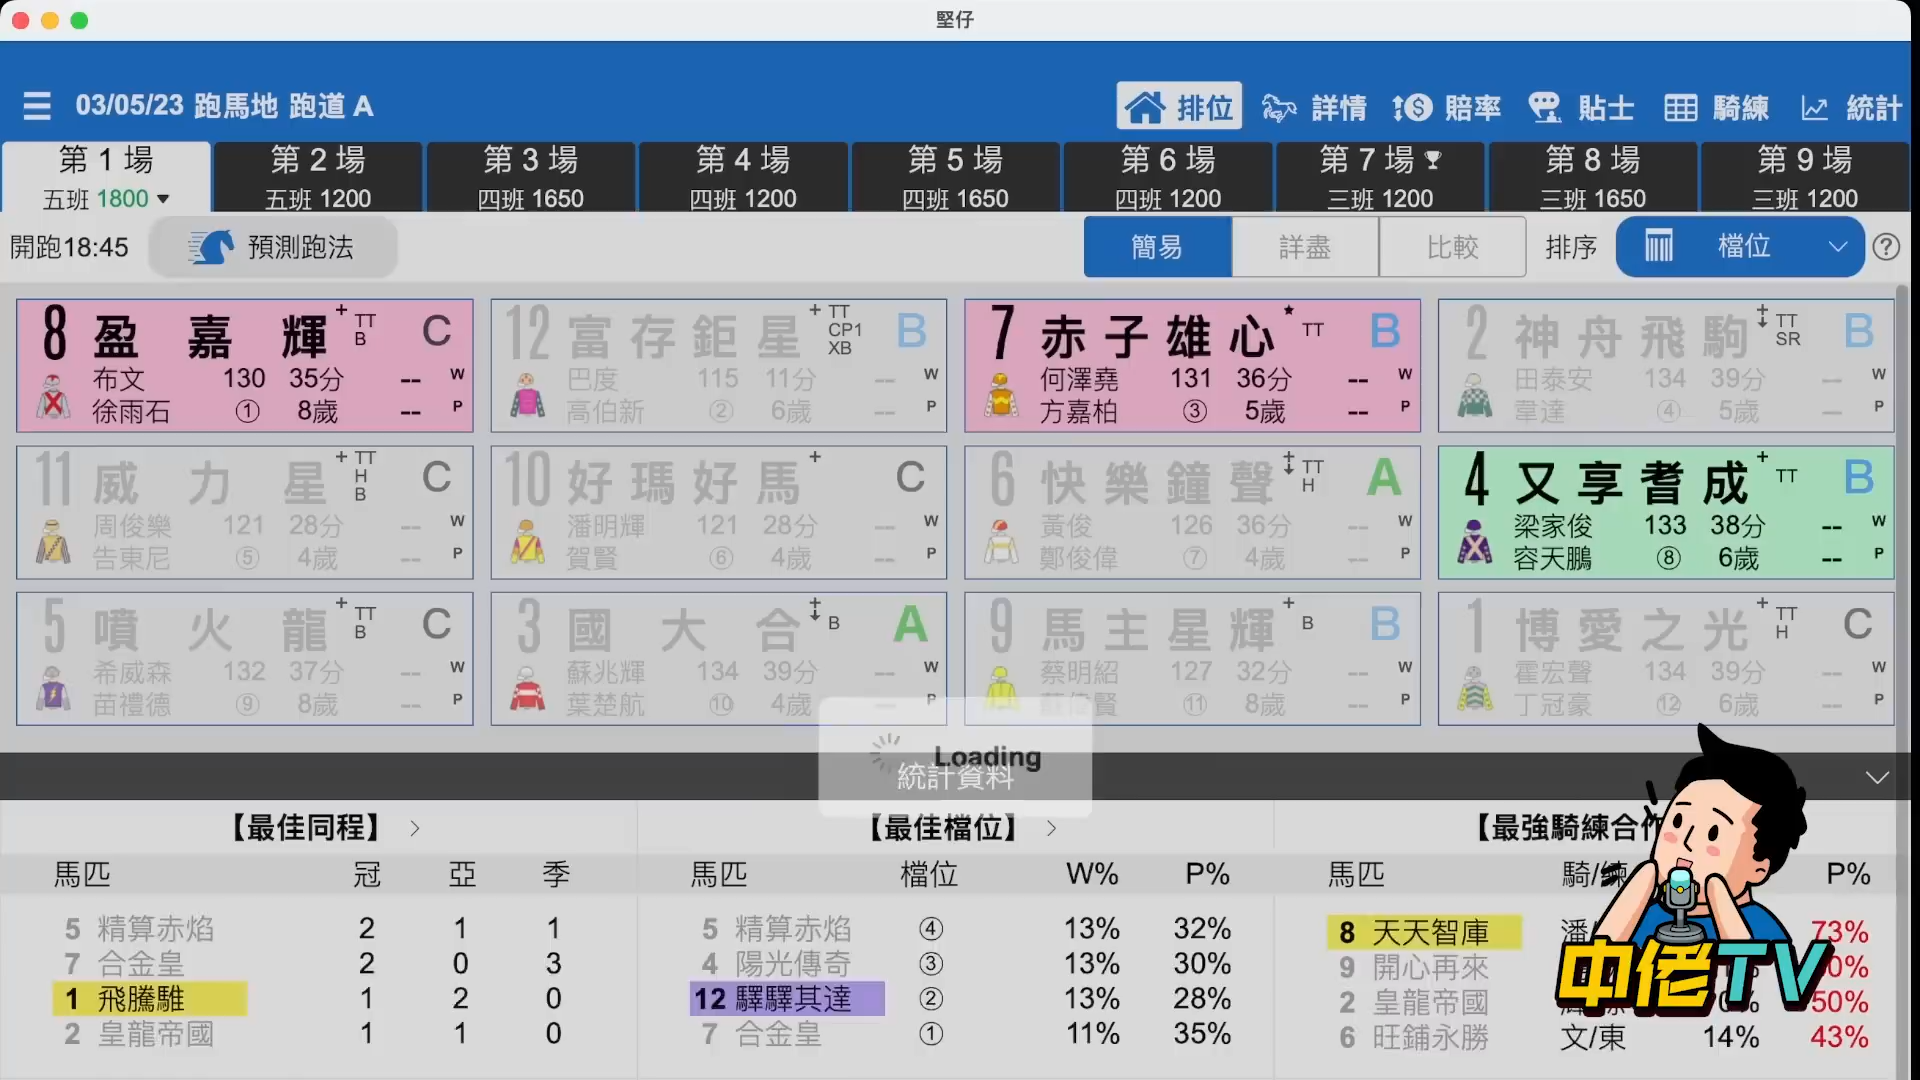 堅仔
03/05/23 跑馬地 跑道 A
排位 詳情 賠率 貼士 騎練 統計
第 1 場 第 2 場 第 3 場 第 4 場 第 5 場 第 6 場 第 7 場 第 8 場 第 9 場
五班 1800 五班 1200 四班 1650 四班 1200 四班 1650 四班 1200 三班 1200 三班 1650 三班 1200
開跑18:45 預測跑法 簡易 詳盡 比較 排序 檔位 ?
8 盈嘉輝 + TT B C
布文 130 35分 -- W
徐雨石 ① 8歲 -- P
12 富存鉅星 + TT CP1 XB B
巴度 115 11分 -- W
高伯新 ② 6歲 -- P
7 赤子雄心 * TT B
何澤堯 131 36分 -- W
方嘉柏 ③ 5歲 -- P
2 神舟飛駒 TT SR B
田泰安 134 39分 -- W
韋達 ④ 5歲 -- P
11 威力星 + TT H B C
周俊樂 121 28分 -- W
告東尼 ⑤ 4歲 -- P
10 好瑪好馬 + C
潘明輝 121 28分 -- W
賀賢 ⑥ 4歲 -- P
6 快樂鐘聲 TT H A
黃俊 126 36分 -- W
鄭俊偉 ⑦ 4歲 -- P
4 又享耆成 + TT B
梁家俊 133 38分 -- W
容天鵬 ⑧ 6歲 -- P
5 噴火龍 + TT B C
希威森 132 37分 -- W
苗禮德 ⑨ 8歲 -- P
3 國大合 B A
蘇兆輝 134 39分 -- W
葉楚航 ⑩ 4歲 -- P
9 馬主星輝 + B B
蔡明紹 127 32分 -- W
蘇偉賢 ⑪ 8歲 -- P
1 博愛之光 + TT H C
霍宏聲 134 39分 -- W
丁冠豪 ⑫ 6歲 -- P
Loading
統計資料
【最佳同程】 >
馬匹 冠 亞 季
5 精算赤焰 2 1 1
7 合金皇 2 0 3
1 飛騰騅 1 2 0
2 皇龍帝國 1 1 0
【最佳檔位】 >
馬匹 檔位 W% P%
5 精算赤焰 ④ 13% 32%
4 陽光傳奇 ③ 13% 30%
12 驛驛其達 ② 13% 28%
7 合金皇 ① 11% 35%
【最強騎練合作
馬匹 騎/練 P%
8 天天智庫 潘/ 73%
9 開心再來 0%
2 皇龍帝國 0% 50%
6 旺鋪永勝 文/東 14% 43%
中佬TV